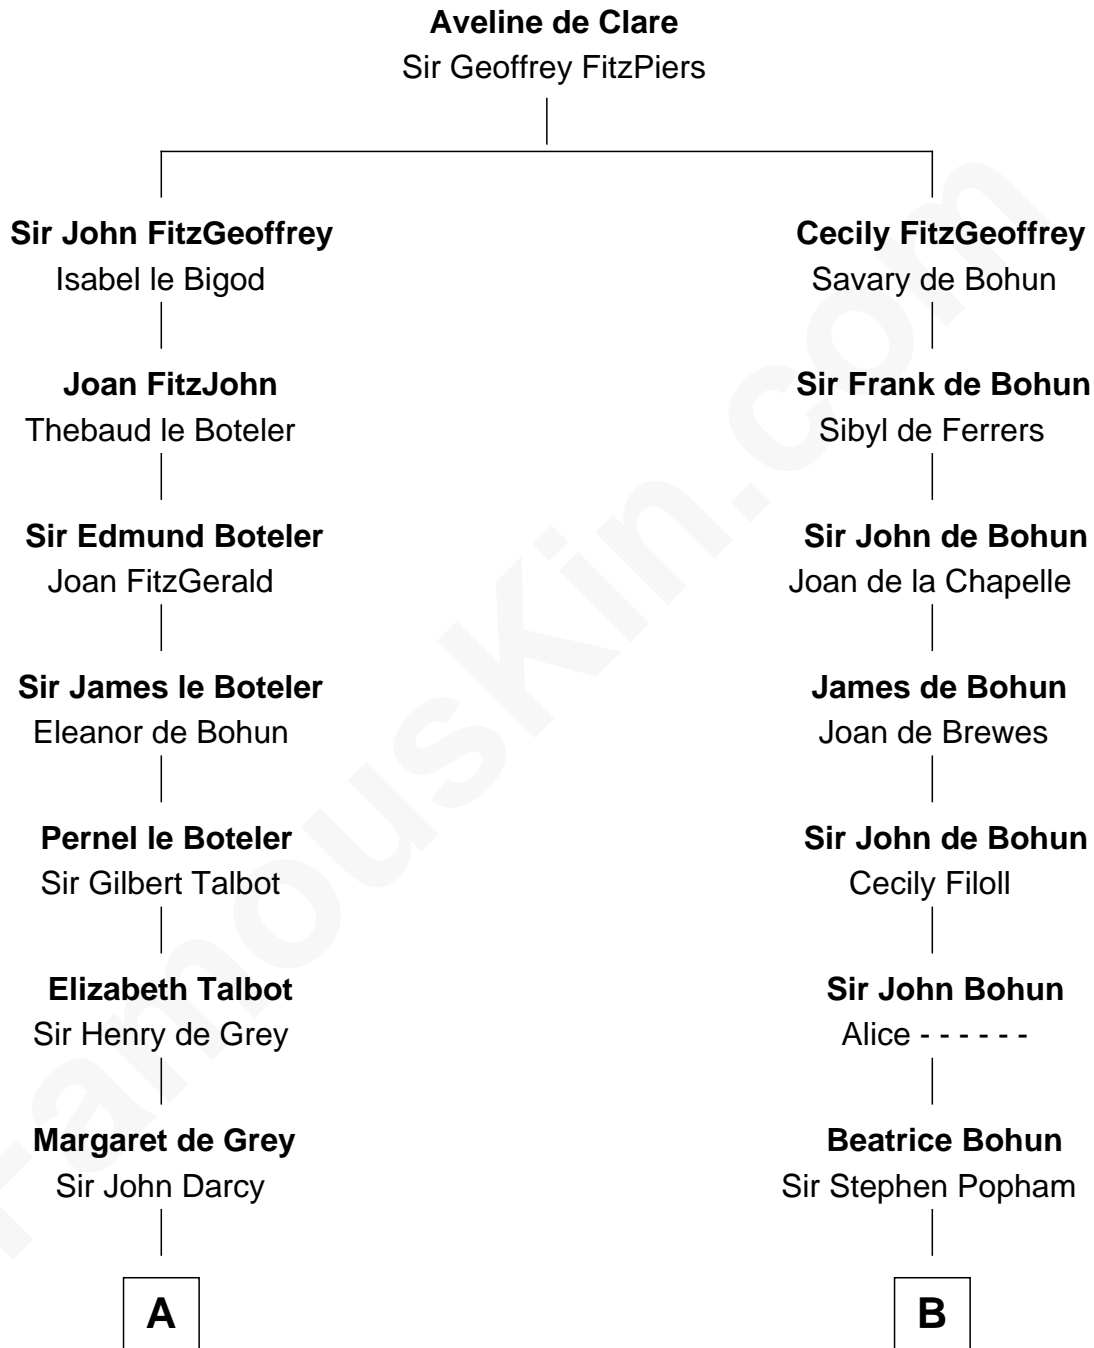 Aveline de Clare
Sir Geoffrey FitzPiers
Sir John FitzGeoffrey
Isabel le Bigod
Cecily FitzGeoffrey
Savary de Bohun
Joan FitzJohn
Thebaud le Boteler
Sir Frank de Bohun
Sibyl de Ferrers
Sir Edmund Boteler
Joan FitzGerald
Sir John de Bohun
Joan de la Chapelle
Sir James le Boteler
Eleanor de Bohun
James de Bohun
Joan de Brewes
Pernel le Boteler
Sir Gilbert Talbot
Sir John de Bohun
Cecily Filoll
Elizabeth Talbot
Sir Henry de Grey
Sir John Bohun
Alice - - - - - -
Margaret de Grey
Sir John Darcy
Beatrice Bohun
Sir Stephen Popham
A
B
FamousKin.com